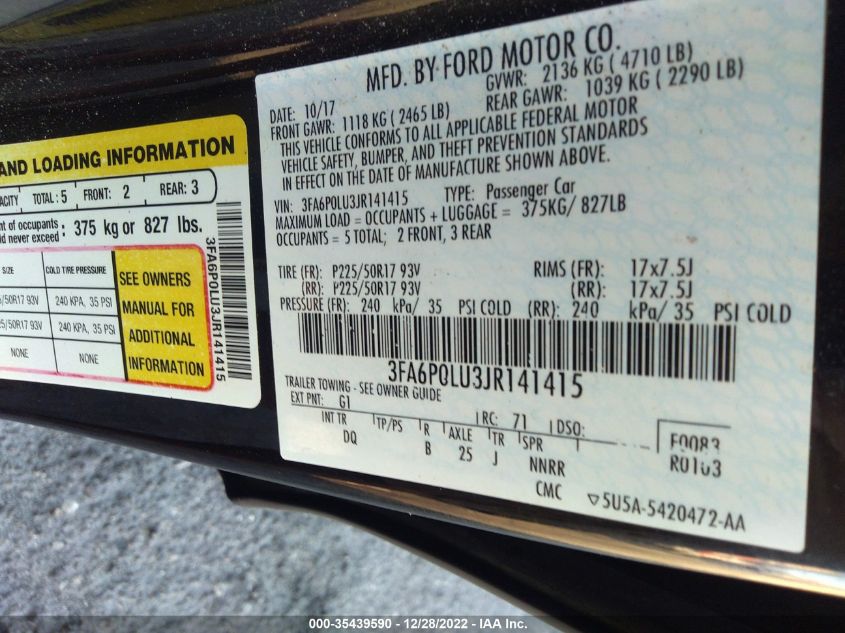 AND LOADING INFORMATION
TOTAL: 5 FRONT: 2 REAR: 3
of occupants
never exceed : 375 kg or 827 lbs.
SIZE COLD TIRE PRESSURE
/50R17 93V 240 KPA, 35 PSI
/50R17 93V 240 KPA, 35 PSI
NONE NONE
SEE OWNERS
MANUAL FOR
ADDITIONAL
INFORMATION
3FA6P0LU3JR141415
MFD. BY FORD MOTOR CO.
DATE: 10/17 GVWR: 2136 KG ( 4710 LB)
FRONT GAWR: 1118 KG ( 2465 LB) REAR GAWR: 1039 KG ( 2290 LB)
THIS VEHICLE CONFORMS TO ALL APPLICABLE FEDERAL MOTOR
VEHICLE SAFETY, BUMPER, AND THEFT PREVENTION STANDARDS
IN EFFECT ON THE DATE OF MANUFACTURE SHOWN ABOVE.
VIN: 3FA6P0LU3JR141415 TYPE: Passenger Car
MAXIMUM LOAD = OCCUPANTS + LUGGAGE = 375KG/ 827LB
OCCUPANTS = 5 TOTAL; 2 FRONT, 3 REAR
TIRE (FR): P225/50R17 93V RIMS (FR): 17x7.5J
(RR): P225/50R17 93V (RR): 17x7.5J
PRESSURE (FR): 240 kPa/ 35 PSI COLD (RR): 240 kPa/ 35 PSI COLD
3FA6P0LU3JR141415
TRAILER TOWING - SEE OWNER GUIDE
EXT PNT: G1 RC: 71 DSO:
INT TR TP/PS R AXLE TR SPR
DQ B 25 J NNRR
F0083
R0103
CMC 5U5A-5420472-AA
000-35439590 - 12/28/2022 - IAA Inc.